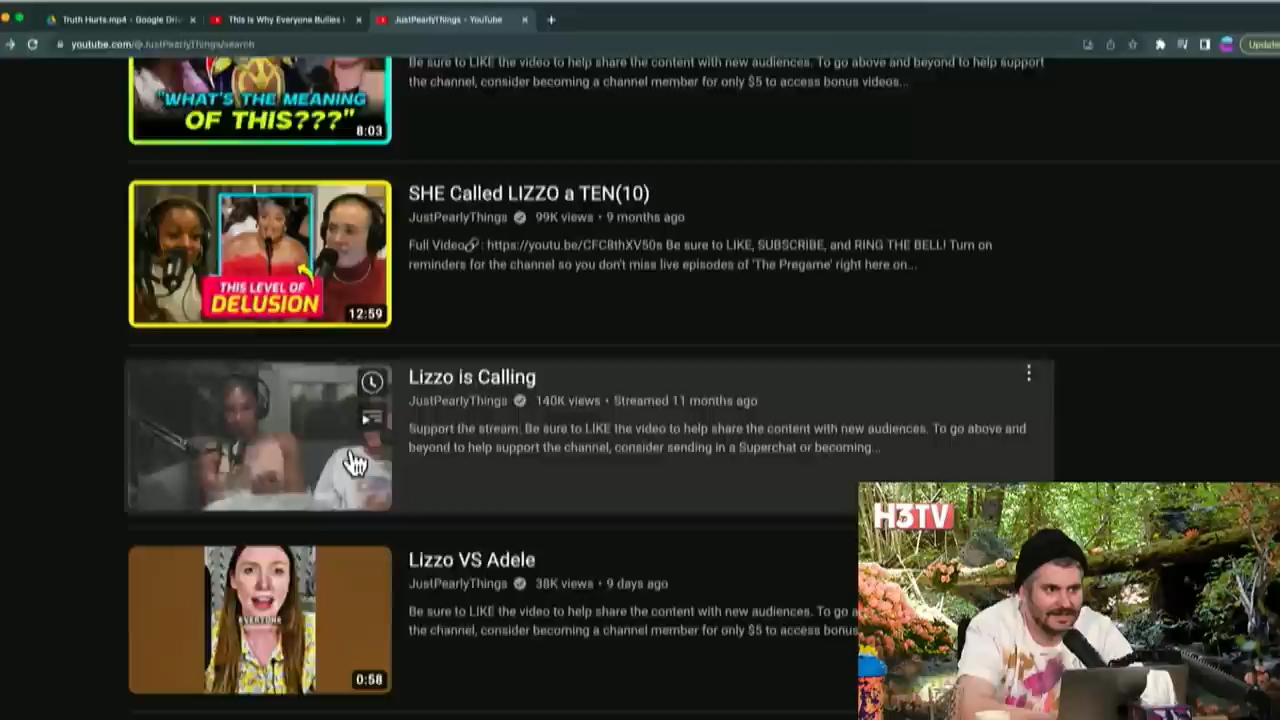 Truth Hurts.mp4 - Google Dri
This Is Why Everyone Bullies
JustPearlyThings - YouTube
youtube.com/@JustPearlyThings/search
Update
Be sure to LIKE the video to help share the content with new audiences. To go above and beyond to help support
the channel, consider becoming a channel member for only $5 to access bonus videos...
"WHAT'S THE MEANING
OF THIS???"
8:03
SHE Called LIZZO a TEN(10)
JustPearlyThings 99K views • 9 months ago
Full Video🔗: https://youtu.be/CFC8thXV50s Be sure to LIKE, SUBSCRIBE, and RING THE BELL! Turn on
reminders for the channel so you don't miss live episodes of 'The Pregame' right here on...
THIS LEVEL OF
DELUSION
12:59
Lizzo is Calling
JustPearlyThings 140K views • Streamed 11 months ago
Support the stream. Be sure to LIKE the video to help share the content with new audiences. To go above and
beyond to help support the channel, consider sending in a Superchat or becoming...
H3TV
Lizzo VS Adele
JustPearlyThings 38K views • 9 days ago
Be sure to LIKE the video to help share the content with new audiences. To go a
the channel, consider becoming a channel member for only $5 to access bonus
EVERYONE
0:58